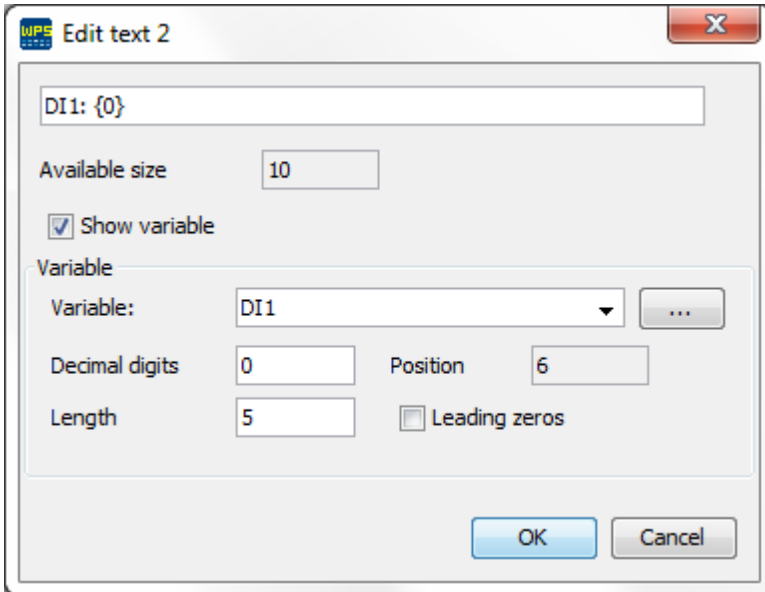 WPS Edit text 2
DI1: {0}
Available size 10
Show variable
Variable
Variable: DI1 ...
Decimal digits 0 Position 6
Length 5 Leading zeros
OK Cancel